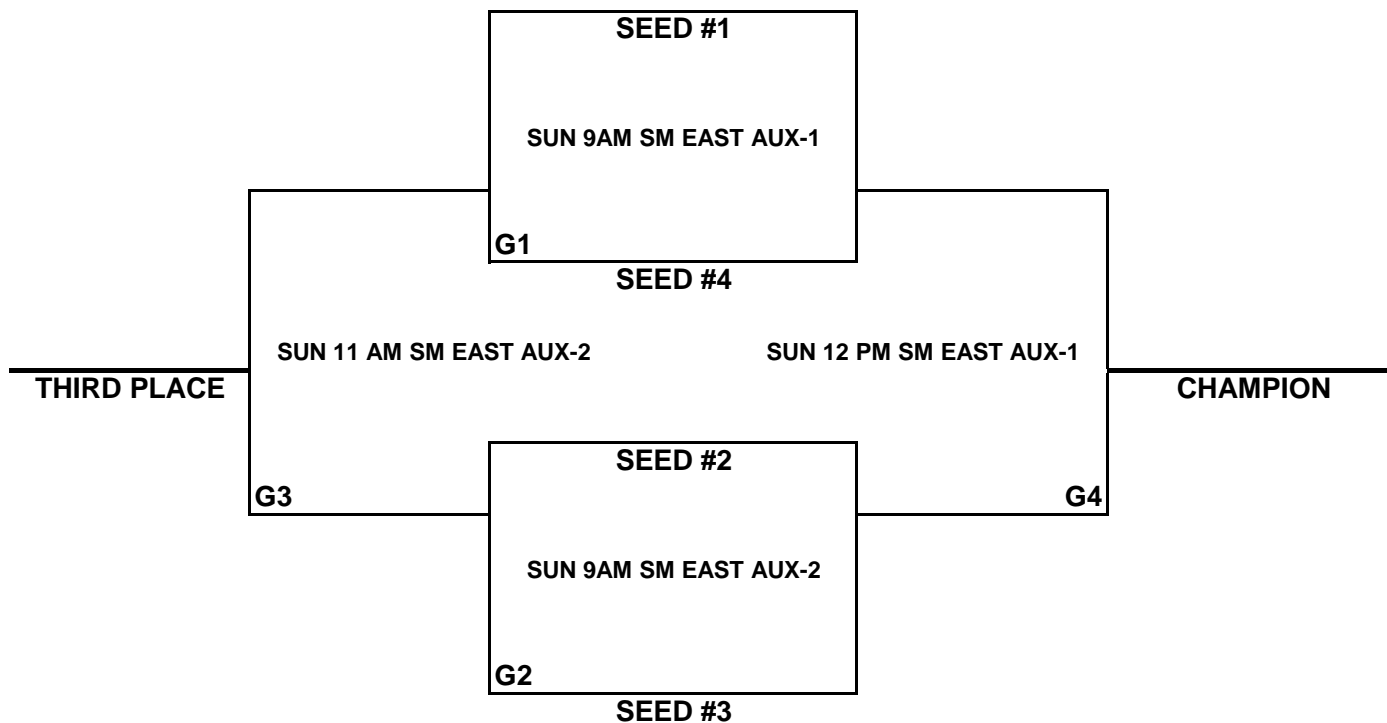 SEED #1
SUN 9AM SM EAST AUX-1
G1
SEED #4
SUN 11 AM SM EAST AUX-2
SUN 12 PM SM EAST AUX-1
THIRD PLACE
CHAMPION
SEED #2
G3
G4
SUN 9AM SM EAST AUX-2
G2
SEED #3